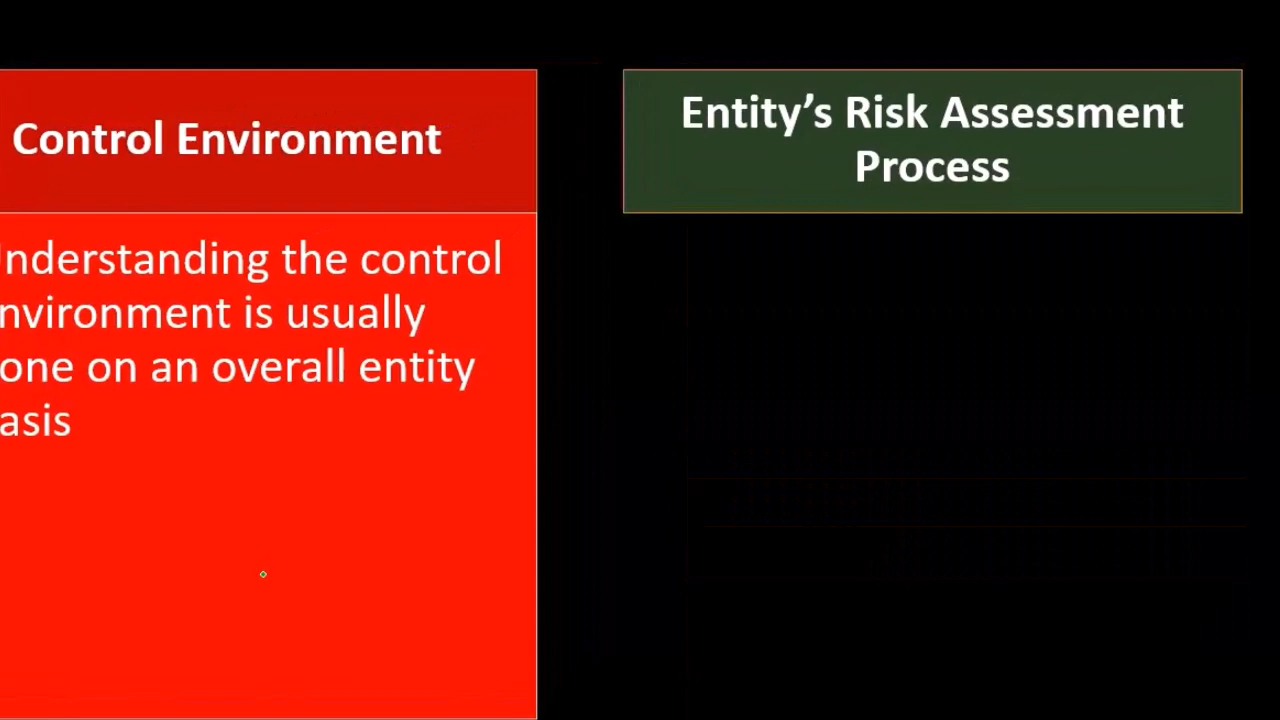 Control Environment
nderstanding the control
nvironment is usually
one on an overall entity
asis
Entity’s Risk Assessment
Process